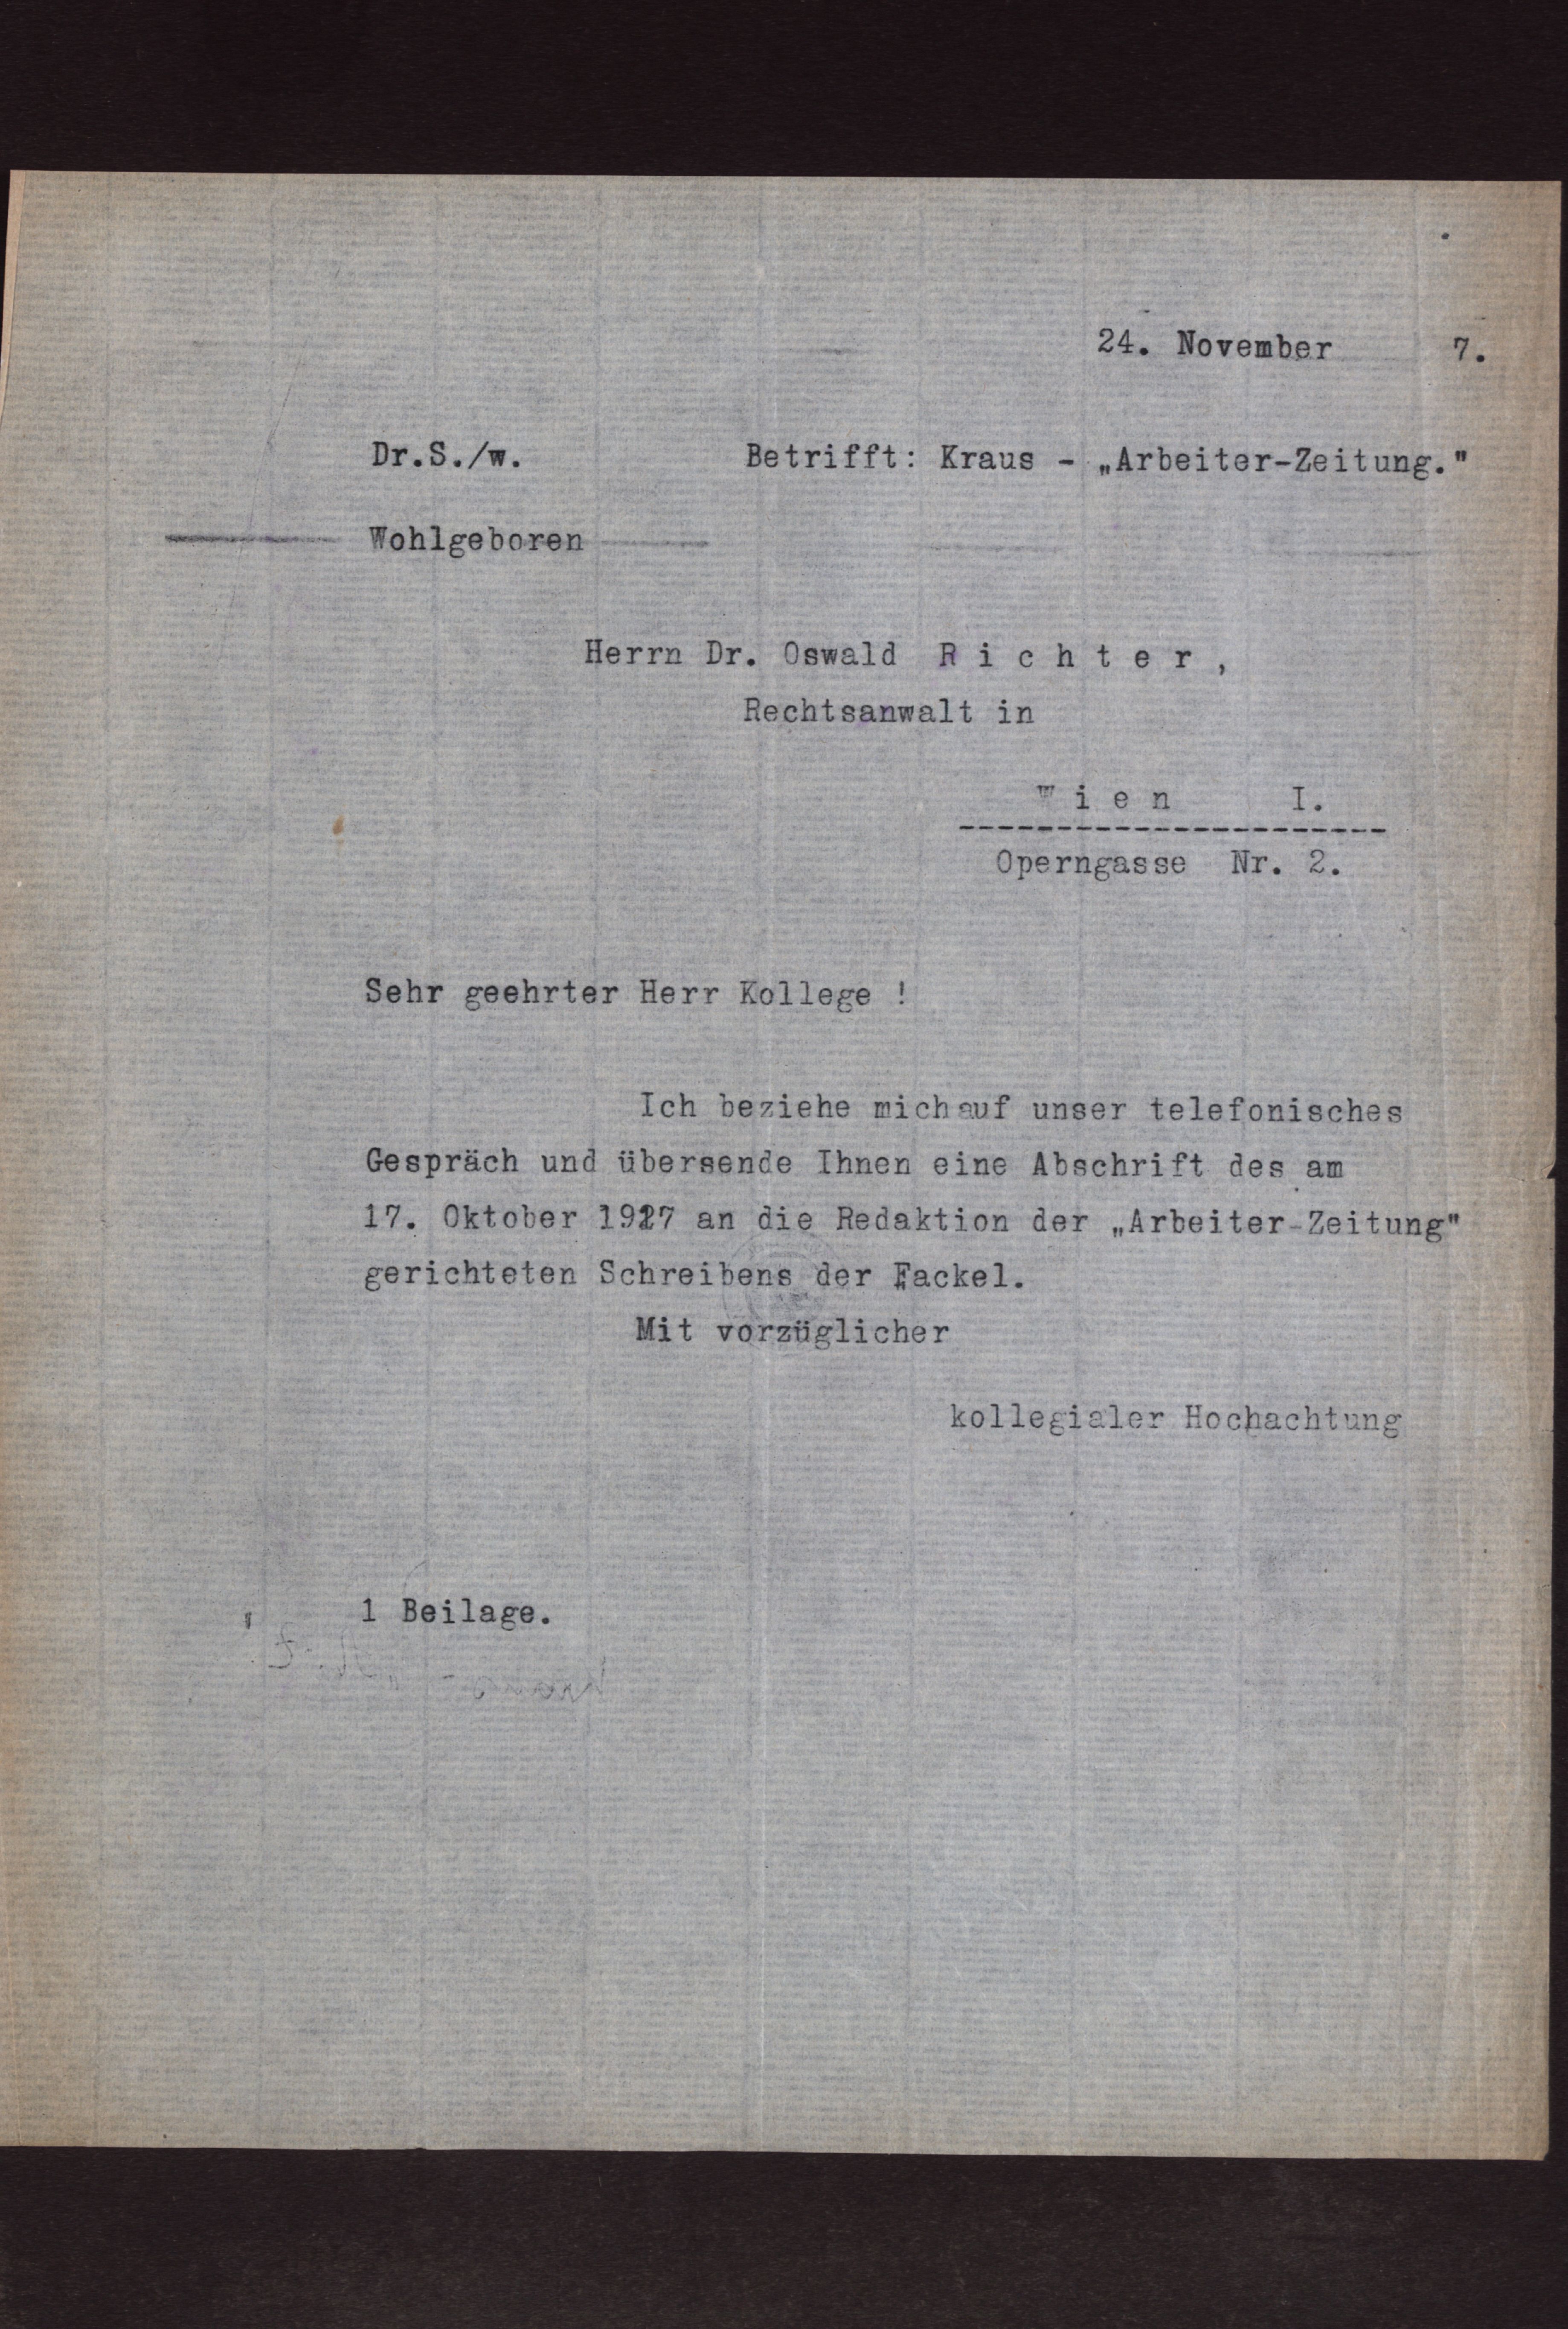 24. November 7.
Dr.S./w. Betrifft: Kraus - „Arbeiter-Zeitung."
Wohlgeboren
Herrn Dr. Oswald R i c h t e r ,
Rechtsanwalt in
W i e n I.
Operngasse Nr. 2.
Sehr geehrter Herr Kollege !
Ich beziehe mich auf unser telefonisches
Gespräch und übersende Ihnen eine Abschrift des am
17. Oktober 1927 an die Redaktion der „Arbeiter-Zeitung"
gerichteten Schreibens der Fackel.
Mit vorzüglicher
kollegialer Hochachtung
1 Beilage.